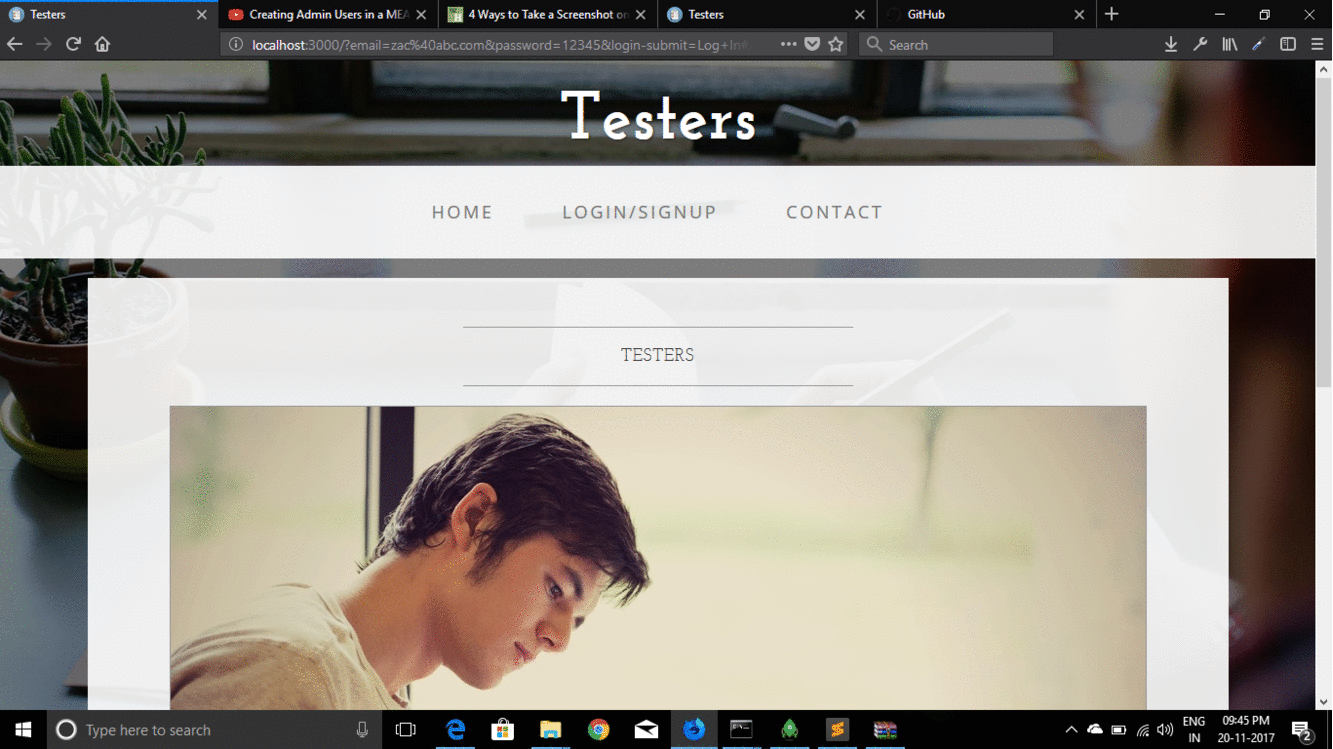 Testers
Creating Admin Users in a MEA
4 Ways to Take a Screenshot on
Testers
GitHub
localhost:3000/?email=zac%40abc.com&password=12345&login-submit=Log+In#
Search
Testers
HOME
LOGIN/SIGNUP
CONTACT
TESTERS
Type here to search
ENG
IN
09:45 PM
20-11-2017
2